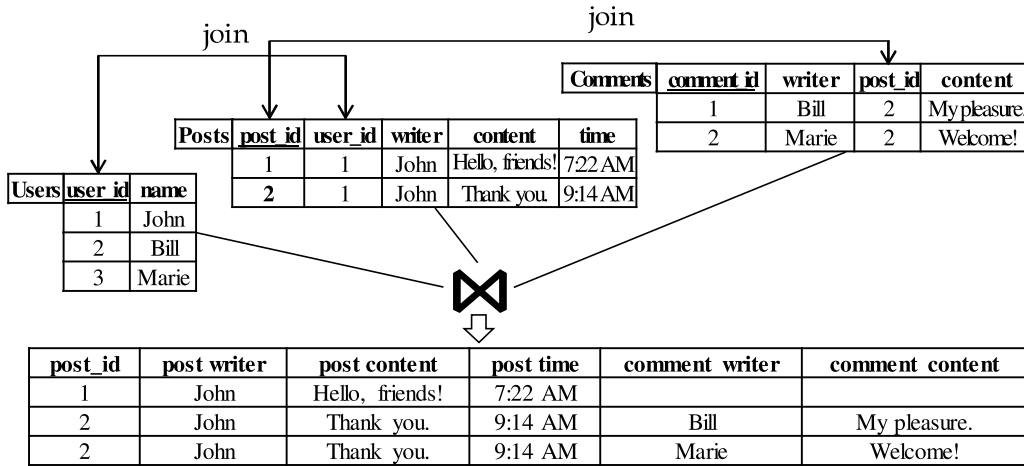 join
join
Comments comment_id writer post_id content
1 Bill 2 My pleasure.
2 Marie 2 Welcome!
Posts post_id user_id writer content time
1 1 John Hello, friends! 7:22 AM
2 1 John Thank you. 9:14 AM
Users user_id name
1 John
2 Bill
3 Marie
post_id post writer post content post time comment writer comment content
1 John Hello, friends! 7:22 AM
2 John Thank you. 9:14 AM Bill My pleasure.
2 John Thank you. 9:14 AM Marie Welcome!